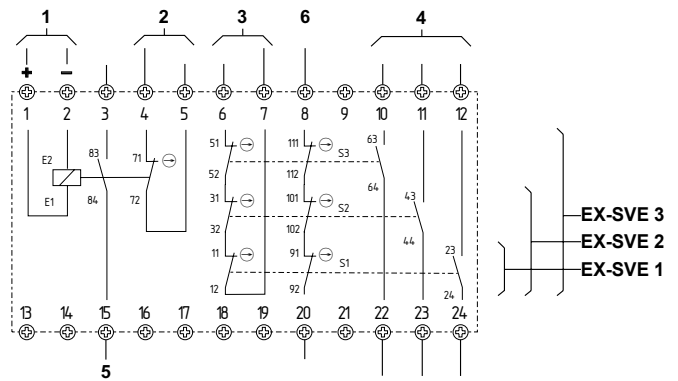 1 2 3 6 4
+ −
1 2 3 4 5 6 7 8 9 10 11 12
51 111 63
E2 83 71 S3
52 112 64
E1 84 72 31 101 43
S2
32 102 44
11 91 23
S1
12 92 24
EX-SVE 3
EX-SVE 2
EX-SVE 1
13 14 15 16 17 18 19 20 21 22 23 24
5